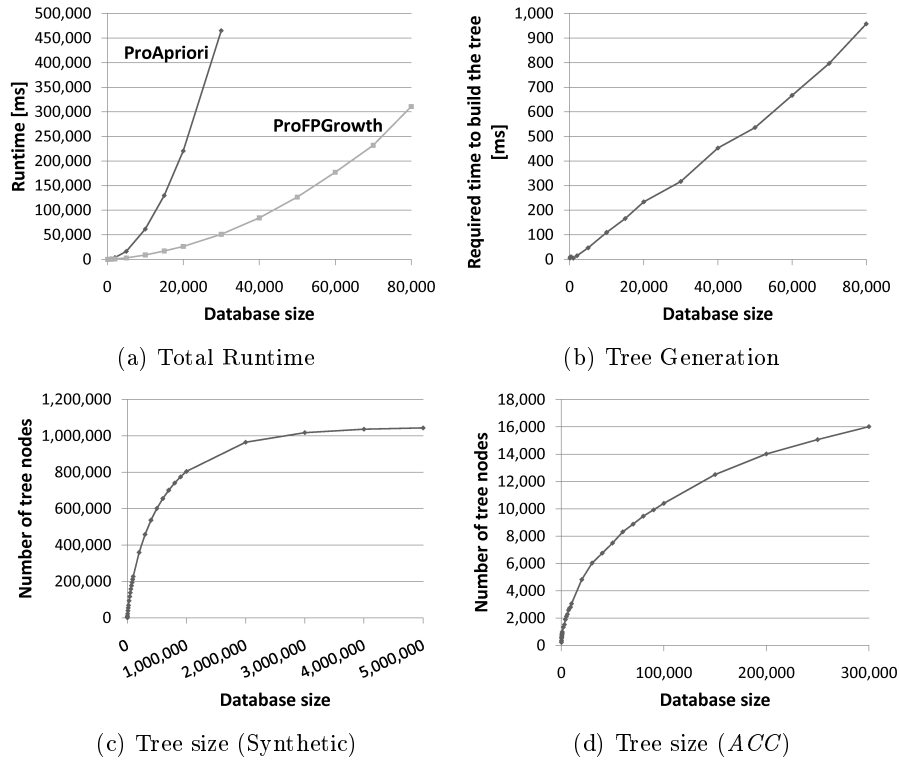 500,000
450,000
400,000
350,000
300,000
250,000
200,000
150,000
100,000
50,000
0
Runtime [ms]
ProApriori
ProFPGrowth
0 20,000 40,000 60,000 80,000
Database size
(a) Total Runtime
1,000
900
800
700
600
500
400
300
200
100
0
Required time to build the tree
[ms]
0 20,000 40,000 60,000 80,000
Database size
(b) Tree Generation
1,200,000
1,000,000
800,000
600,000
400,000
200,000
0
Number of tree nodes
0 1,000,000 2,000,000 3,000,000 4,000,000 5,000,000
Database size
(c) Tree size (Synthetic)
18,000
16,000
14,000
12,000
10,000
8,000
6,000
4,000
2,000
0
Number of tree nodes
0 100,000 200,000 300,000
Database size
(d) Tree size (ACC)